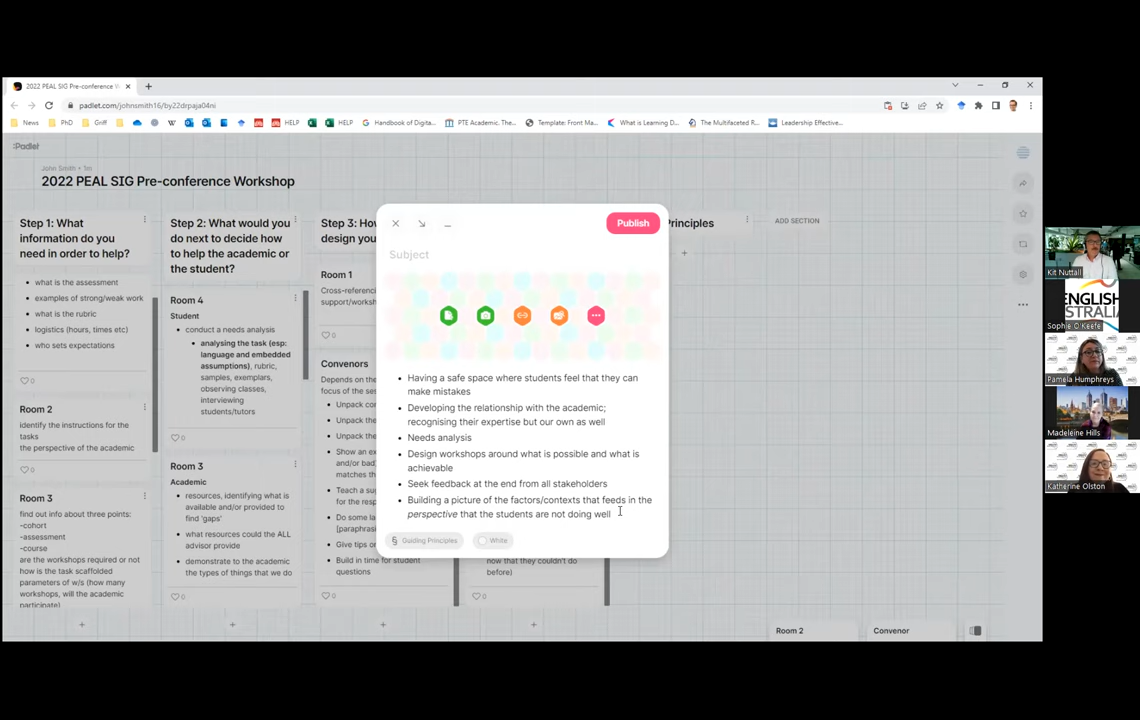 2022 PEAL SIG Pre-conference W
padlet.com/johnsmith16/by22drpaja04ni
News
PhD
Griff
HELP
HELP
Handbook of Digita...
PTE Academic. The...
Template; Front Ma...
What is Learning D...
The Multifaceted R...
Leadership Effective...
:Padlet
John Smith • 1m
2022 PEAL SIG Pre-conference Workshop
Step 1: What
information do you
need in order to help?
what is the assessment
examples of strong/weak work
what is the rubric
logistics (hours, times etc)
who sets expectations
0
Room 2
identify the instructions for the
tasks
the perspective of the academic
0
Room 3
find out info about three points:
-cohort
-assessment
-course
are the workshops required or not
how is the task scaffolded
parameters of w/s (how many
workshops, will the academic
participate)
Step 2: What would you
do next to decide how
to help the academic or
the student?
Room 4
Student
conduct a needs analysis
analysing the task (esp:
language and embedded
assumptions), rubric,
samples, exemplars,
observing classes,
interviewing
students/tutors
0
Room 3
Academic
resources, identifying what is
available and/or provided to
find 'gaps'
what resources could the ALL
advisor provide
demonstrate to the academic
the types of things that we do
0
Step 3: How
design you
Room 1
Cross-referenci
support/worksh
0
Convenors
Depends on the
focus of the ses
Unpack co
Unpack the
Unpack the
Show an ex
and/or bad
matches th
Teach a su
for the resp
Do some la
[paraphras
Give tips or
Build in time for student
questions
0
Publish
Subject
Having a safe space where students feel that they can
make mistakes
Developing the relationship with the academic;
recognising their expertise but our own as well
Needs analysis
Design workshops around what is possible and what is
achievable
Seek feedback at the end from all stakeholders
Building a picture of the factors/contexts that feeds in the
perspective that the students are not doing well
Guiding Principles
White
now that they couldn't do
before)
0
Principles
ADD SECTION
Room 2
Convenor
Kit Nuttall
ENGLISH
AUSTRALIA
Sophie O'Keefe
Pamela Humphreys
Madeleine Hills
Katherine Olston